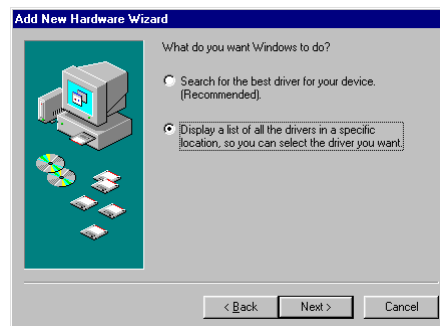 Add New Hardware Wizard
What do you want Windows to do?
Search for the best driver for your device.
(Recommended).
Display a list of all the drivers in a specific
location, so you can select the driver you want.
< Back
Next >
Cancel